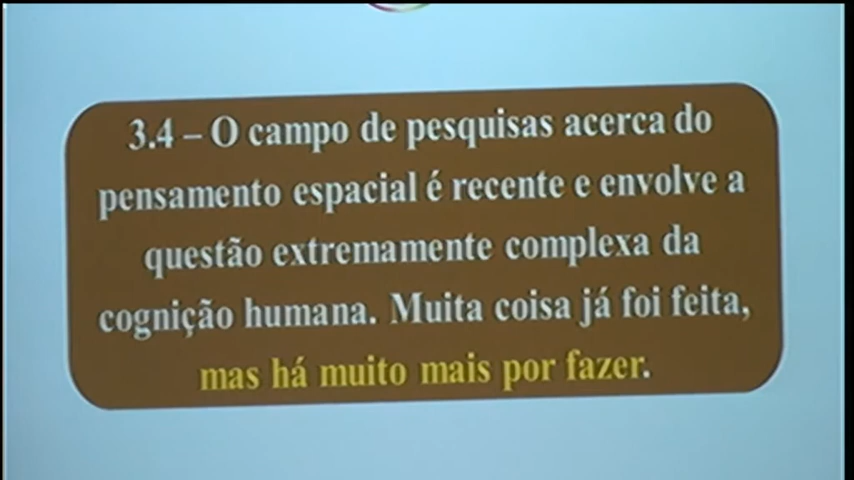 3.4 – O campo de pesquisas acerca do
pensamento espacial é recente e envolve a
questão extremamente complexa da
cognição humana. Muita coisa já foi feita,
mas há muito mais por fazer.